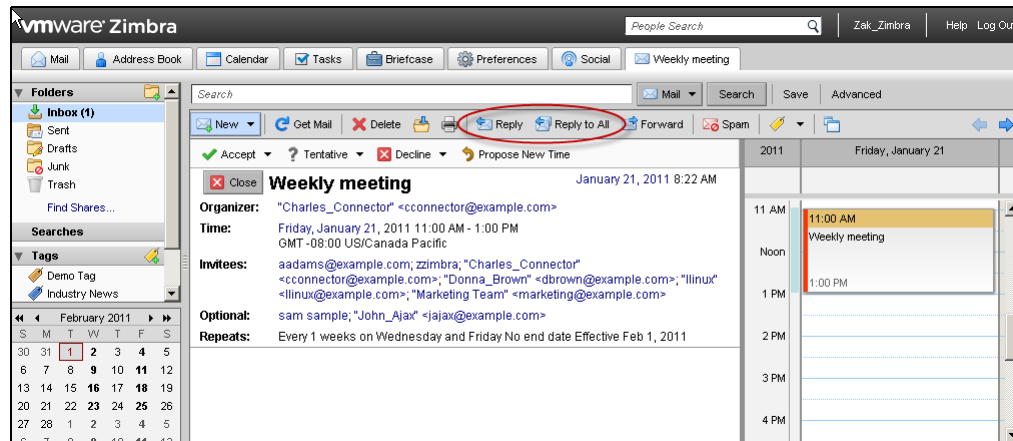 vmware Zimbra
People Search
Zak_Zimbra
Help Log Ou
Mail Address Book Calendar Tasks Briefcase Preferences Social Weekly meeting
Folders
Inbox (1)
Sent
Drafts
Junk
Trash
Find Shares...
Searches
Tags
Demo Tag
Industry News
February 2011
S M T W T F S
30 31 1 2 3 4 5
6 7 8 9 10 11 12
13 14 15 16 17 18 19
20 21 22 23 24 25 26
27 28 1 2 3 4 5
Search
Mail Search Save Advanced
New Get Mail Delete Reply Reply to All Forward Spam
Accept ? Tentative Decline Propose New Time
Close Weekly meeting January 21, 2011 8:22 AM
Organizer: "Charles_Connector" <cconnector@example.com>
Time: Friday, January 21, 2011 11:00 AM - 1:00 PM
GMT -08:00 US/Canada Pacific
Invitees: aadams@example.com; zzimbra; "Charles_Connector"
<cconnector@example.com>; "Donna_Brown" <dbrown@example.com>; "llinux"
<llinux@example.com>; "Marketing Team" <marketing@example.com>
Optional: sam sample; "John_Ajax" <jajax@example.com>
Repeats: Every 1 weeks on Wednesday and Friday No end date Effective Feb 1, 2011
2011 Friday, January 21
11 AM
11:00 AM
Weekly meeting
Noon
1:00 PM
1 PM
2 PM
3 PM
4 PM